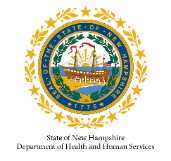 SEAL OF THE STATE OF NEW HAMPSHIRE
1776
State of New Hampshire
Department of Health and Human Services